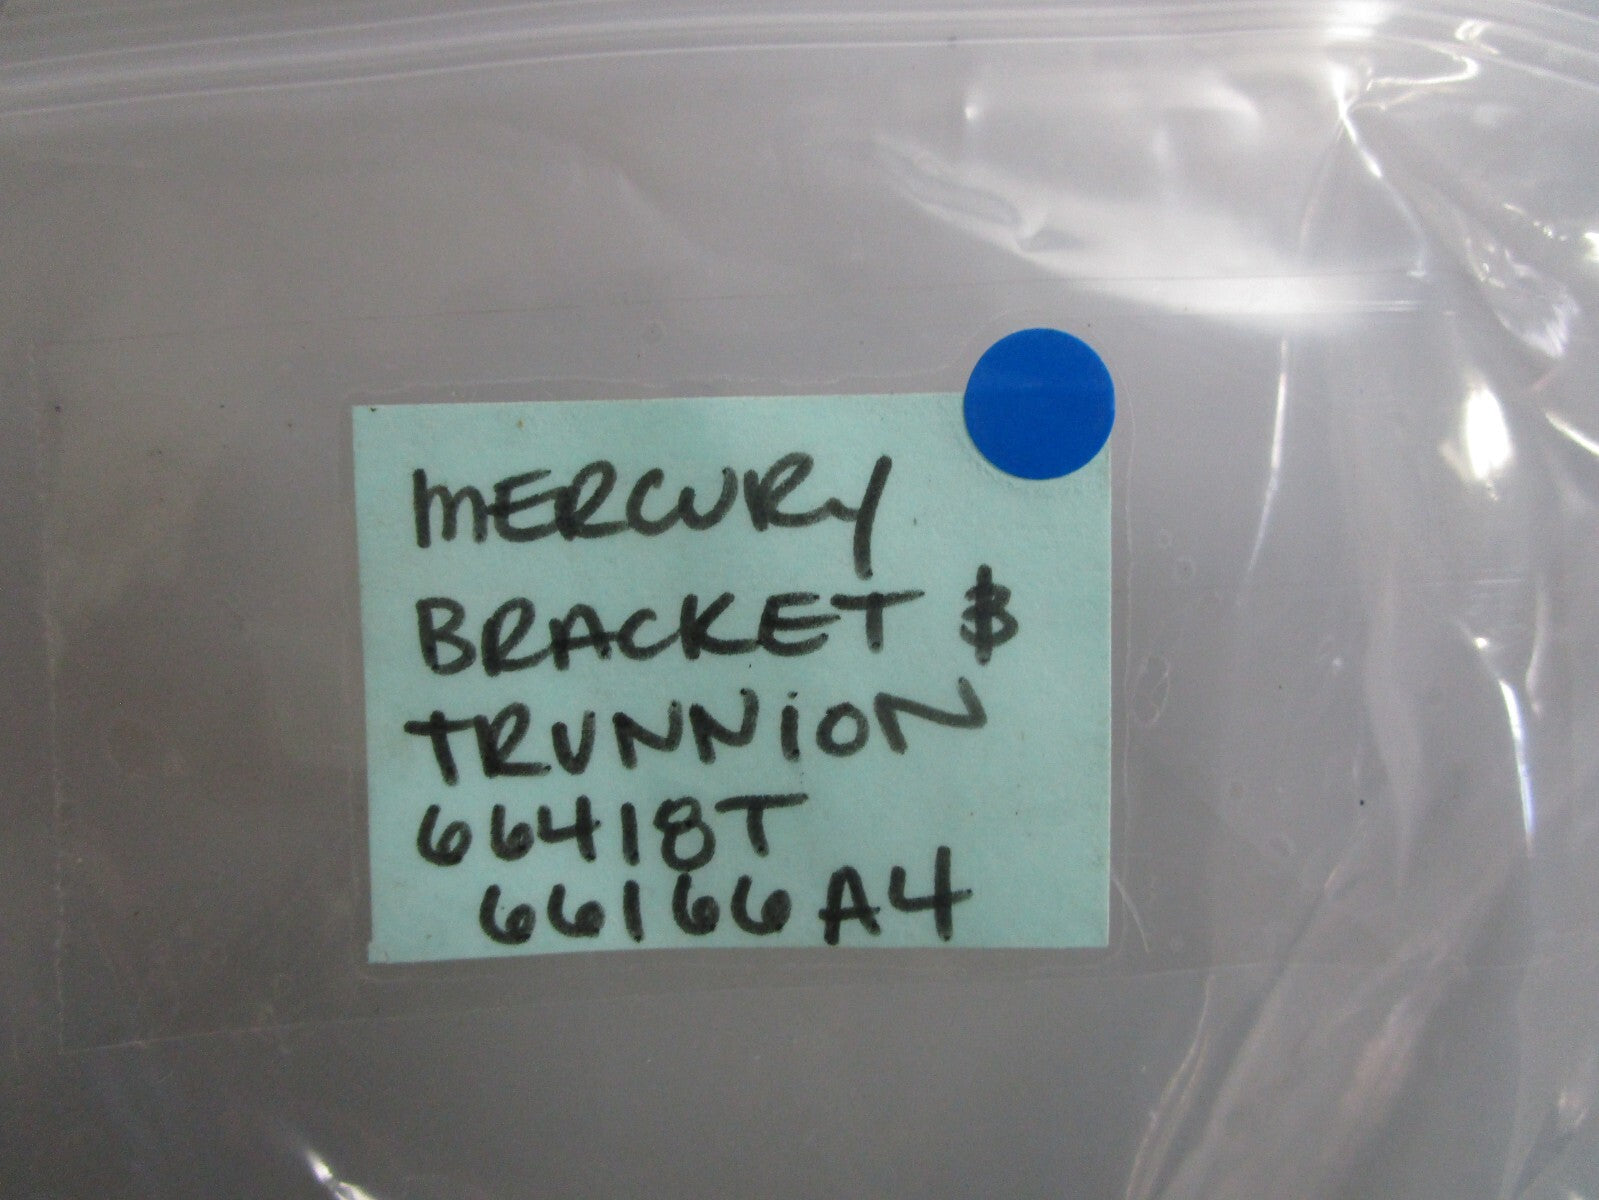 MERCURY
BRACKET &
TRUNNiON
66418T
66166A4